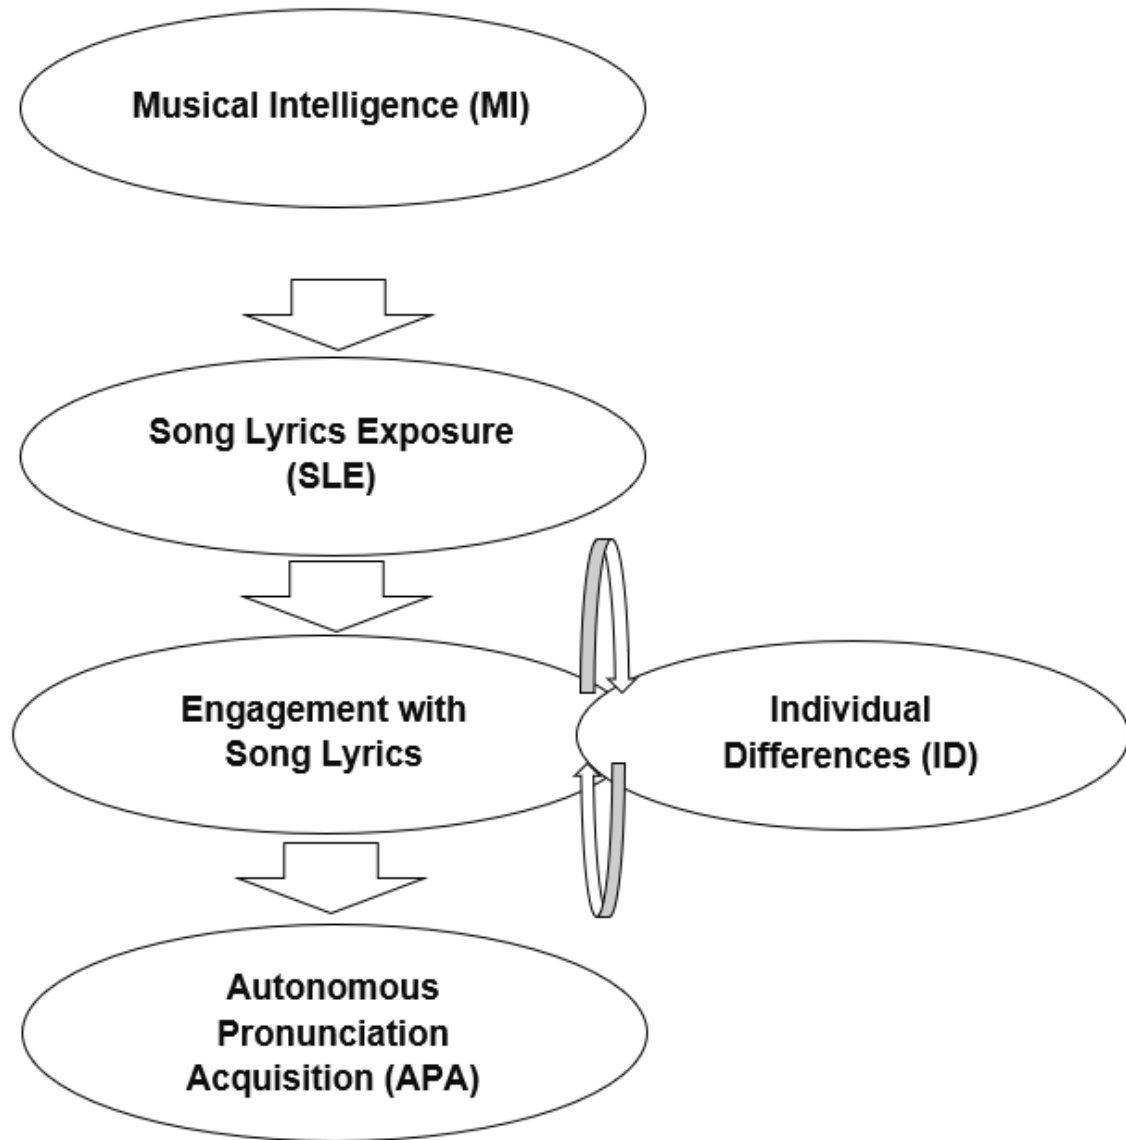 Musical Intelligence (MI)
Song Lyrics Exposure
(SLE)
Engagement with
Song Lyrics
Individual
Differences (ID)
Autonomous
Pronunciation
Acquisition (APA)